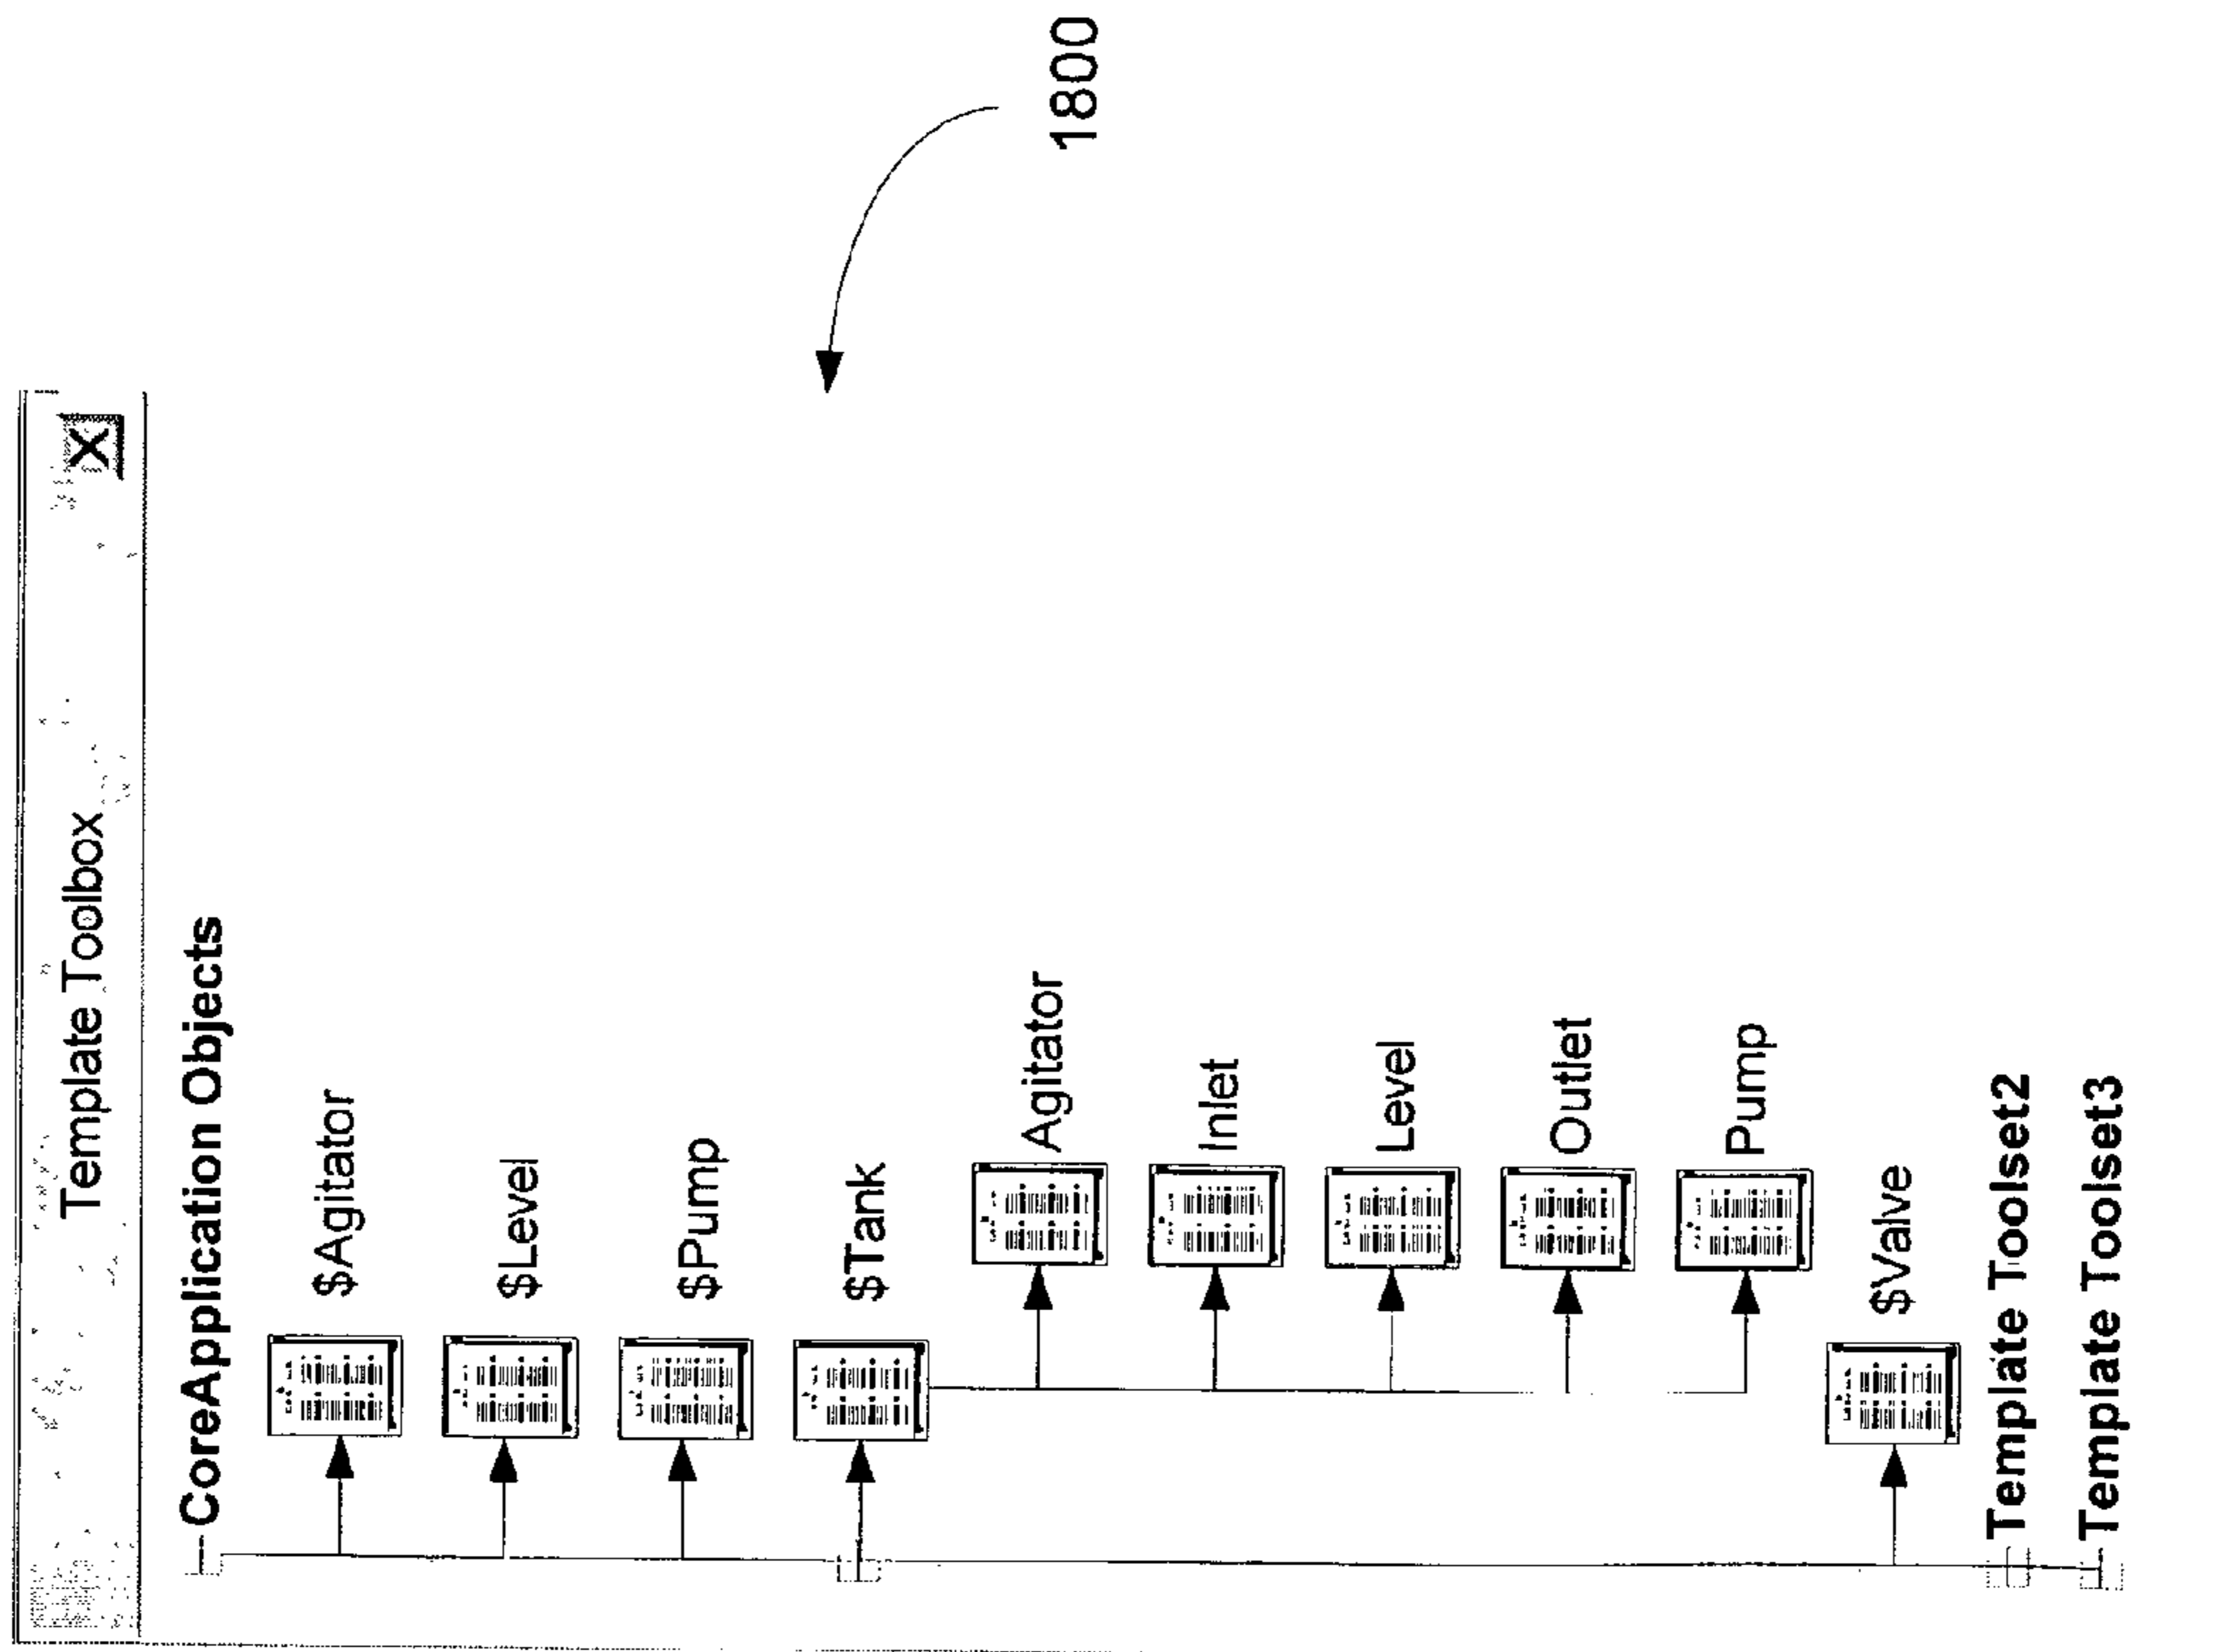 Template Toolbox
CoreApplication Objects
$Agitator
$Level
$Pump
$Tank
Agitator
Inlet
Level
Outlet
Pump
$Valve
Template Toolset2
Template Toolset3
1800